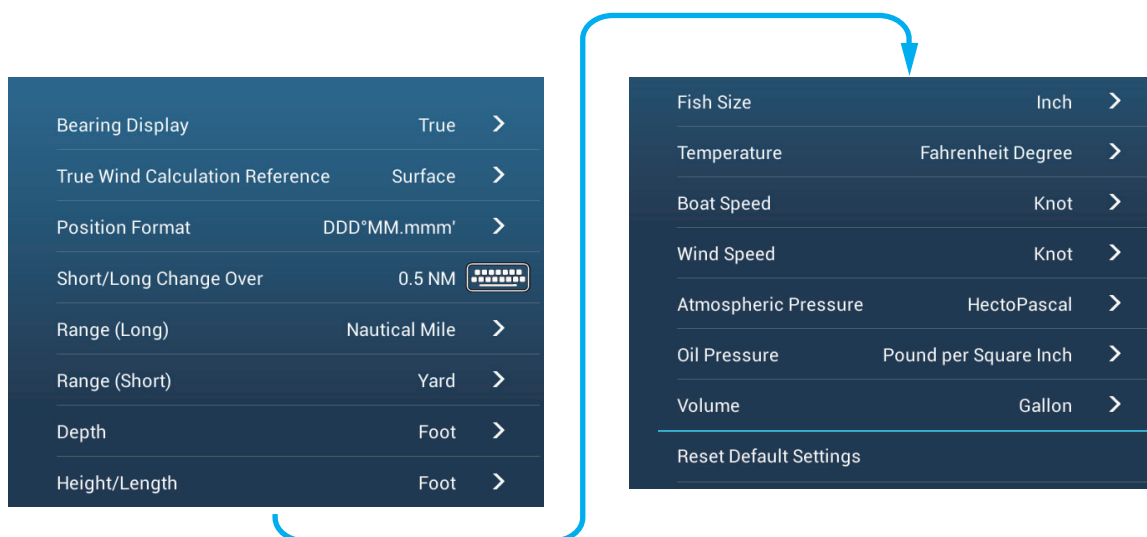 Bearing Display True
True Wind Calculation Reference Surface
Position Format DDD°MM.mmm'
Short/Long Change Over 0.5 NM
Range (Long) Nautical Mile
Range (Short) Yard
Depth Foot
Height/Length Foot
Fish Size Inch
Temperature Fahrenheit Degree
Boat Speed Knot
Wind Speed Knot
Atmospheric Pressure HectoPascal
Oil Pressure Pound per Square Inch
Volume Gallon
Reset Default Settings